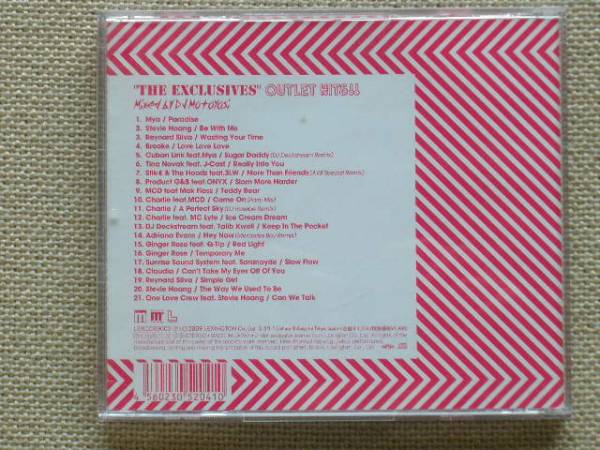 "THE EXCLUSIVES" OUTLET HITS!!
Mixed by DJ Motoyosi
1. Mya / Paradise
2. Stevie Hoang / Be With Me
3. Reynard Silva / Wasting Your Time
4. Brooke / Love Love Love
5. Cuban Link feat.Mya / Sugar Daddy (DJ Deckstream Remix)
6. Tina Novak feat. J-Cast / Really Into You
7. Stik-E & The Hoods feat.3LW / More Than Friends
8. Product G&B feat.ONYX / Slam More Harder
9. MCD feat Mak Floss / Teddy Bear
10. Charlie feat.MCD / Come On
11. Charlie / A Perfect Sky
12. Charlie feat. MC Lyte / Ice Cream Dream
13. DJ Deckstream feat. Talib Kweli / Keep In The Pocket
14. Adriana Evans / Hey Now
15. Ginger Rose feat. Q-Tip / Red Light
16. Ginger Rose / Temporary Me
17. Sunrise Sound System feat. / Slow Flow
18. Claudia / Can't Take My Eyes Off Of You
19. Reynard Silva / Simple Girl
20. Stevie Hoang / The Way We Used To Be
21. One Love Crew feat. Stevie Hoang / Can We Talk
4 560230 520410